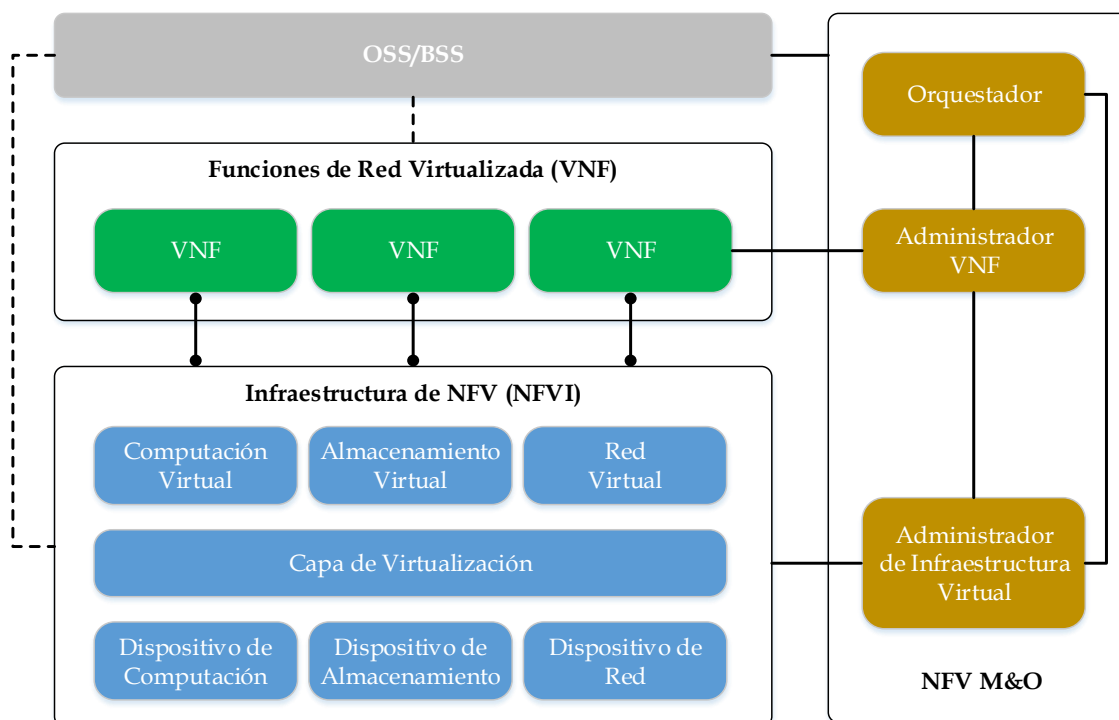 OSS/BSS
Funciones de Red Virtualizada (VNF)
VNF
VNF
VNF
Infraestructura de NFV (NFVI)
Computación
Virtual
Almacenamiento
Virtual
Red
Virtual
Capa de Virtualización
Dispositivo de
Computación
Dispositivo de
Almacenamiento
Dispositivo de
Red
Orquestador
Administrador
VNF
Administrador
de Infraestructura
Virtual
NFV M&O